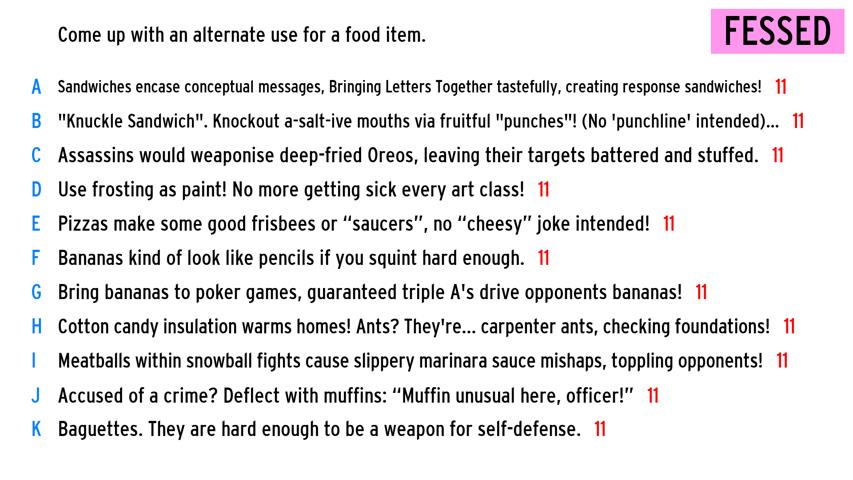 Come up with an alternate use for a food item.
FESSED
A Sandwiches encase conceptual messages, Bringing Letters Together tastefully, creating response sandwiches! 11
B "Knuckle Sandwich". Knockout a-salt-ive mouths via fruitful "punches"! (No 'punchline' intended)... 11
C Assassins would weaponise deep-fried Oreos, leaving their targets battered and stuffed. 11
D Use frosting as paint! No more getting sick every art class! 11
E Pizzas make some good frisbees or “saucers”, no “cheesy” joke intended! 11
F Bananas kind of look like pencils if you squint hard enough. 11
G Bring bananas to poker games, guaranteed triple A's drive opponents bananas! 11
H Cotton candy insulation warms homes! Ants? They're... carpenter ants, checking foundations! 11
I Meatballs within snowball fights cause slippery marinara sauce mishaps, toppling opponents! 11
J Accused of a crime? Deflect with muffins: “Muffin unusual here, officer!” 11
K Baguettes. They are hard enough to be a weapon for self-defense. 11